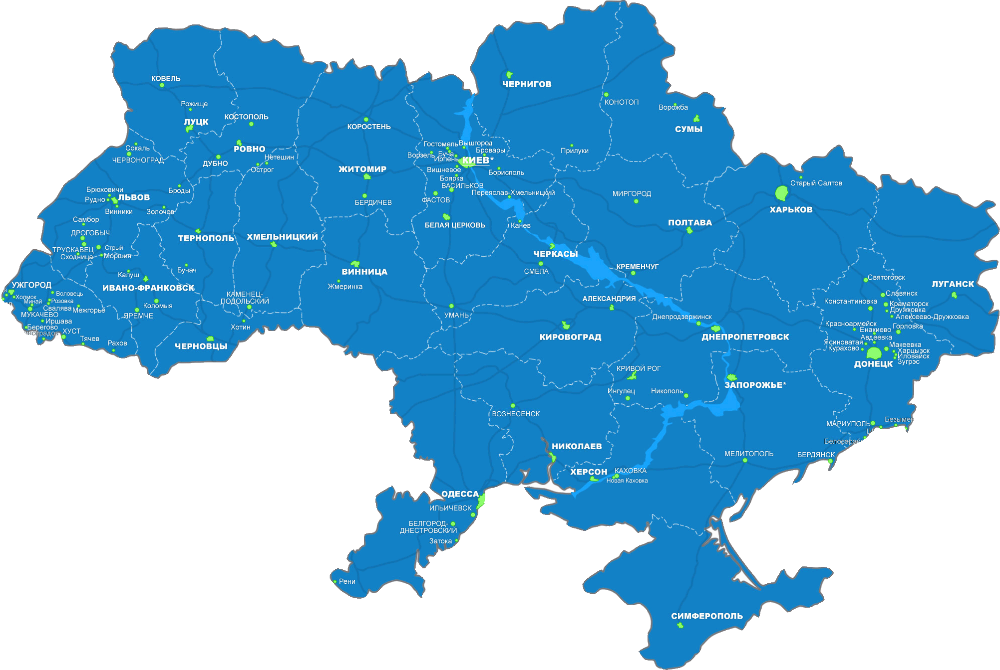 КОВЕЛЬ
Рожище
ЛУЦК
КОСТОПОЛЬ
РОВНО
Нетешин
Острог
ДУБНО
Сокаль
ЧЕРВОНОГРАД
Броды
Брюховичи
ЛЬВОВ
Рудно
Винники
Золочев
Самбор
ДРОГОБЫЧ
ТРУСКАВЕЦ
Стрый
Сходница
Моршин
ТЕРНОПОЛЬ
ХМЕЛЬНИЦКИЙ
Бучач
Калуш
ИВАНО-ФРАНКОВСК
УЖГОРОД
Холмок
Минай
Воловець
Розовка
Свалява
Межгорье
МУКАЧЕВО
Иршава
Берегово
ХУСТ
Тячев
Рахов
Коломыя
ЯРЕМЧЕ
КАМЕНЕЦ-
ПОДОЛЬСКИЙ
Хотин
ЧЕРНОВЦЫ
КОРОСТЕНЬ
ЖИТОМИР
БЕРДИЧЕВ
ВИННИЦА
Жмеринка
ЧЕРНИГОВ
КОНОТОП
Ворожба
СУМЫ
Прилуки
Гостомель
Вышгород
Бровары
Ворзель
Буча
Ирпень
КИЕВ*
Вишневое
Борисполь
Боярка
ВАСИЛЬКОВ
ФАСТОВ
Переяслав-Хмельницкий
БЕЛАЯ ЦЕРКОВЬ
Канев
МИРГОРОД
ПОЛТАВА
Старый Салтов
ХАРЬКОВ
ЧЕРКАСЫ
СМЕЛА
КРЕМЕНЧУГ
УМАНЬ
АЛЕКСАНДРИЯ
КИРОВОГРАД
Днепродзержинск
ДНЕПРОПЕТРОВСК
КРИВОЙ РОГ
Ингулец
Никополь
ЗАПОРОЖЬЕ*
Святогорск
ЛУГАНСК
Славянск
Константиновка
Краматорск
Дружковка
Алексеево-Дружковка
Красноармейск
Горловка
Енакиево
Авдеевка
Ясиноватая
Макеевка
Курахово
Харцызск
Иловайск
Зугрэс
ДОНЕЦК
Безымен
МАРИУПОЛЬ
Белосарай
БЕРДЯНСК
МЕЛИТОПОЛЬ
ВОЗНЕСЕНСК
НИКОЛАЕВ
ХЕРСОН
КАХОВКА
Новая Каховка
ОДЕССА
ИЛЬИЧЕВСК
БЕЛГОРОД-
ДНЕСТРОВСКИЙ
Затока
Рени
СИМФЕРОПОЛЬ